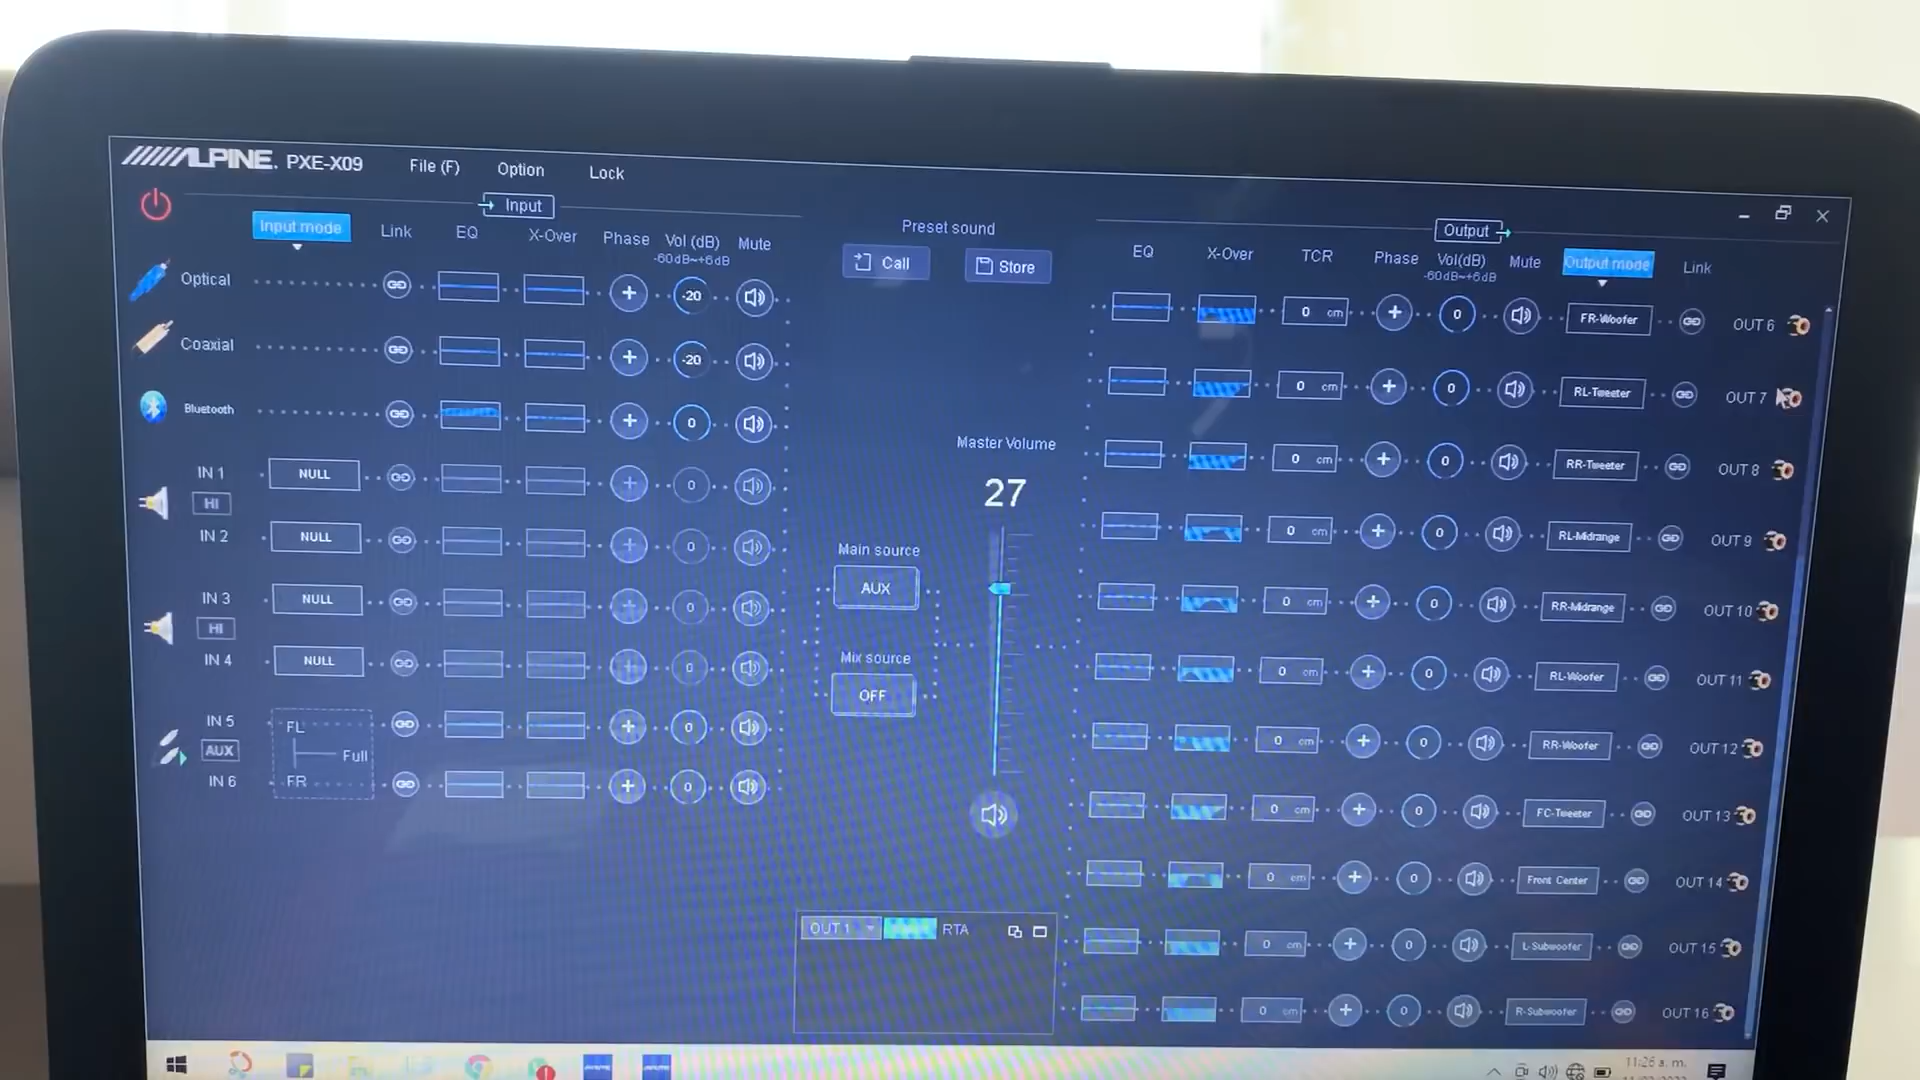 ALPINE. PXE-X09 File (F) Option Lock
Input
Input mode Link EQ X-Over Phase Vol (dB) Mute
-60dB~+6dB
Optical + -20
Coaxial + -20
Bluetooth + 0
IN 1 NULL + 0
HI
IN 2 NULL + 0
IN 3 NULL + 0
HI
IN 4 NULL + 0
IN 5 FL + 0
AUX Full
IN 6 FR + 0
Preset sound
Call Store
Master Volume
27
Main source
AUX
Mix source
OFF
OUT 1 RTA
Output
EQ X-Over TCR Phase Vol(dB) Mute Output mode Link
-60dB~+6dB
0 cm + 0 FR-Woofer OUT 6
0 cm + 0 RL-Tweeter OUT 7
0 cm + 0 RR-Tweeter OUT 8
0 cm + 0 RL-Midrange OUT 9
0 cm + 0 RR-Midrange OUT 10
0 cm + 0 RL-Woofer OUT 11
0 cm + 0 RR-Woofer OUT 12
0 cm + 0 FC-Tweeter OUT 13
0 cm + 0 Front Center OUT 14
0 cm + 0 L-Subwoofer OUT 15
0 cm + 0 R-Subwoofer OUT 16
11:26 a. m.